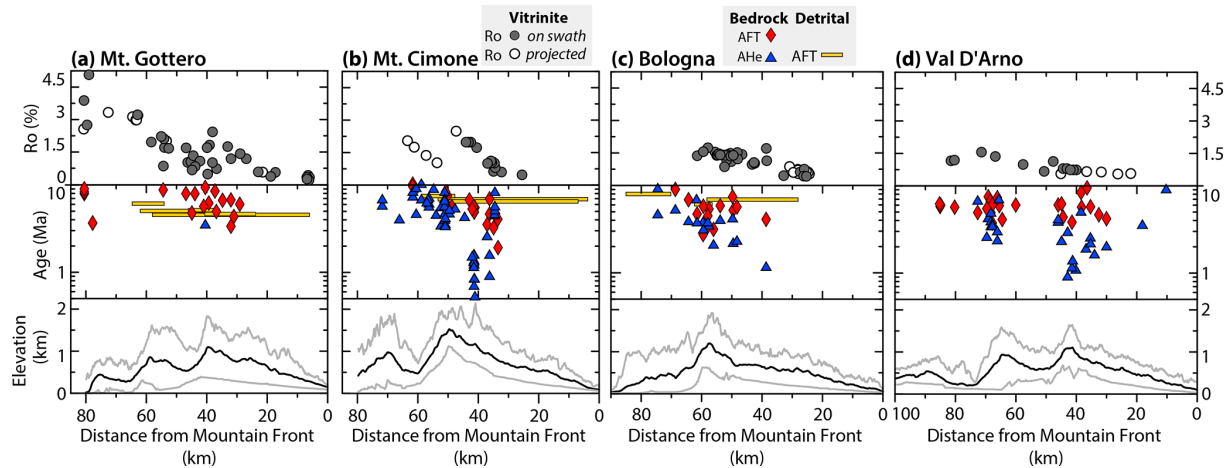 Vitrinite
Ro on swath
Ro projected
Bedrock Detrital
AFT
AHe AFT
(a) Mt. Gottero (b) Mt. Cimone (c) Bologna (d) Val D'Arno
4.5 4.5
3 3
1.5 1.5
0 0
Ro (%)
10 10
1 1
Age (Ma)
2 2
1 1
0 0
Elevation
(km)
80 60 40 20 0 80 60 40 20 0 80 60 40 20 0 100 80 60 40 20 0
Distance from Mountain Front Distance from Mountain Front Distance from Mountain Front Distance from Mountain Front
(km) (km) (km) (km)